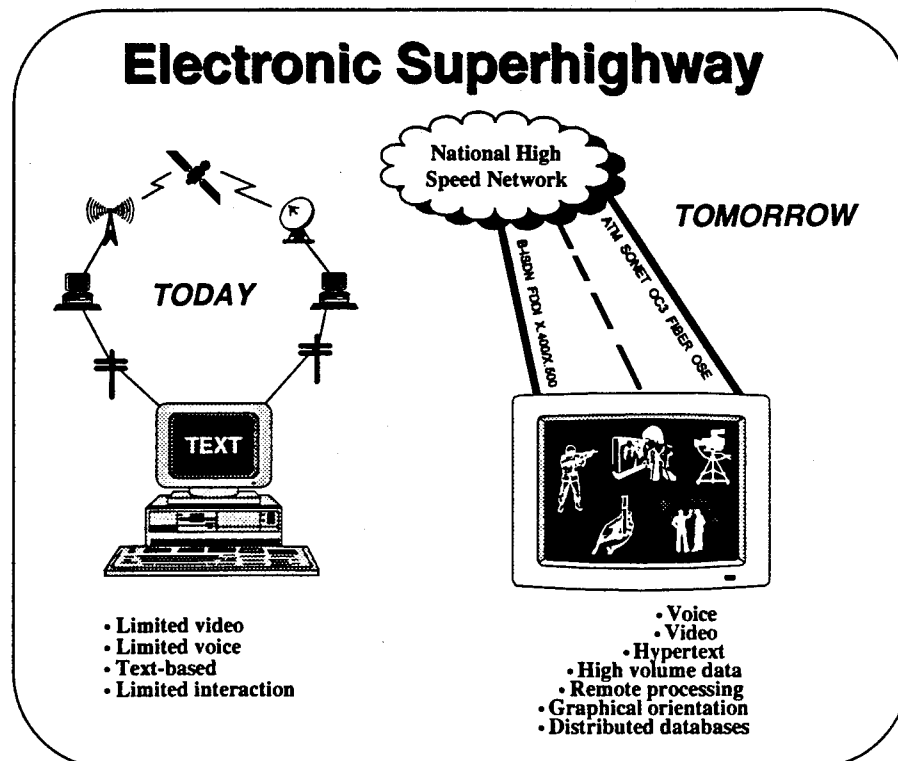 Electronic Superhighway
National High
Speed Network
TOMORROW
TODAY
B-ISDN FDDI X.400/X.500
ATM SONET OC3 FIBER OSE
TEXT
• Limited video
• Limited voice
• Text-based
• Limited interaction
• Voice
• Video
• Hypertext
• High volume data
• Remote processing
• Graphical orientation
• Distributed databases